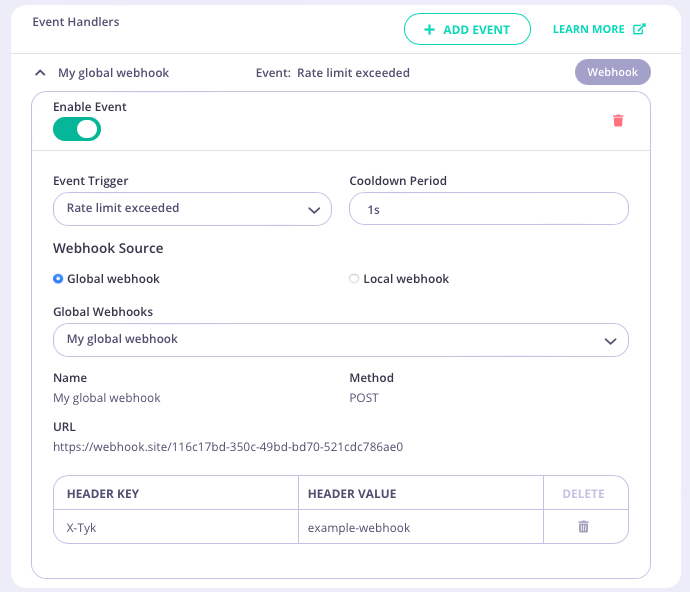 Event Handlers
ADD EVENT
LEARN MORE
My global webhook
Event: Rate limit exceeded
Webhook
Enable Event
Event Trigger
Cooldown Period
Rate limit exceeded
1s
Webhook Source
Global webhook
Local webhook
Global Webhooks
My global webhook
Name
Method
My global webhook
POST
URL
https://webhook.site/116c17bd-350c-49bd-bd70-521cdc786ae0
HEADER KEY
HEADER VALUE
DELETE
X-Tyk
example-webhook